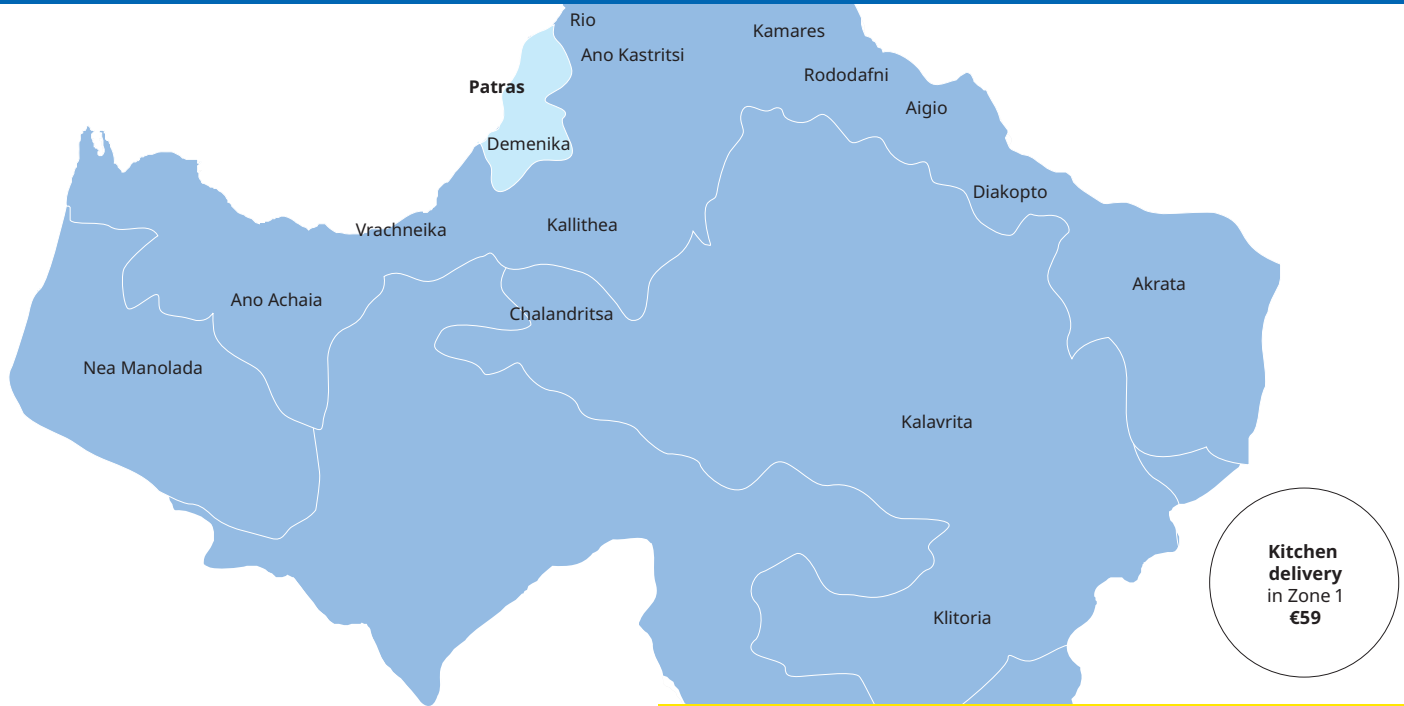 Rio
Kamares
Ano Kastritsi
Rododafni
Patras
Aigio
Demenika
Diakopto
Vrachneika
Kallithea
Akrata
Ano Achaia
Chalandritsa
Nea Manolada
Kalavrita
Kitchen
delivery
in Zone 1
€59
Klitoria